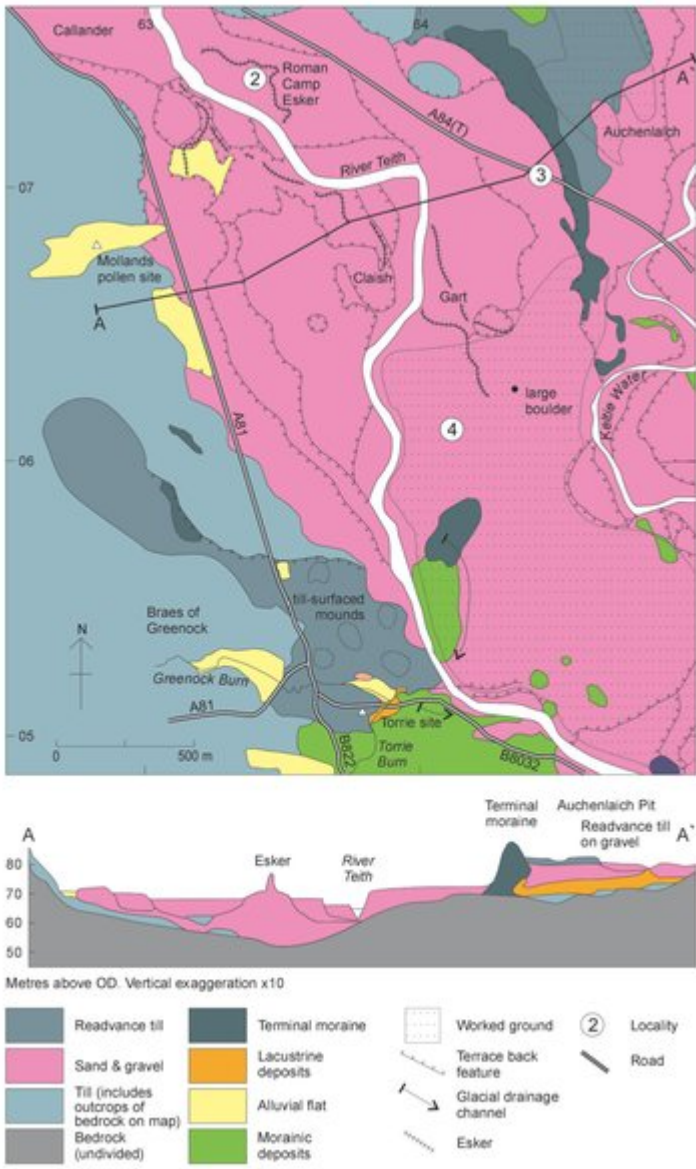 Callander
63
64
A'
2
Roman
Camp
Esker
A84(T)
Auchenlaich
River Teith
3
07
Mollands
pollen site
Claish
Gart
A
large
boulder
Keltie Water
4
A81
06
till-surfaced
mounds
Braes of
Greenock
N
Greenock Burn
A81
Torrie site
05
0
500 m
B822
Torrie
Burn
B8032
Terminal
moraine
Auchenlaich Pit
Readvance till
on gravel
A
A'
Esker
River
Teith
80
70
60
50
Metres above OD. Vertical exaggeration x10
Readvance till
Terminal moraine
Worked ground
2
Locality
Sand & gravel
Lacustrine
deposits
Terrace back
feature
Road
Till (includes
outcrops of
bedrock on map)
Alluvial flat
Glacial drainage
channel
Bedrock
(undivided)
Morainic
deposits
Esker